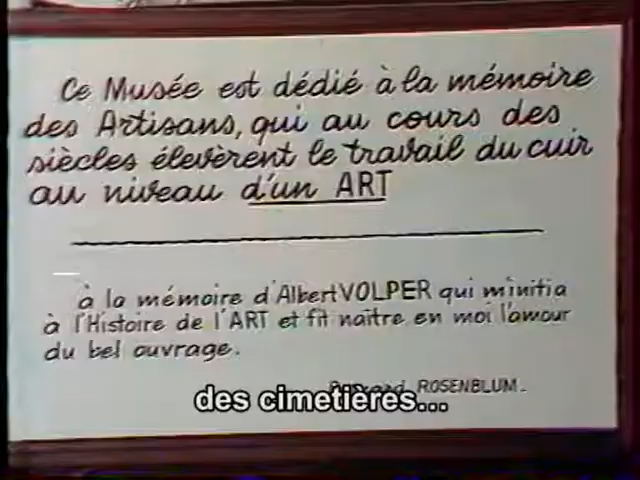 Ce Musée est dédié à la mémoire
des Artisans, qui au cours des
siècles élevèrent le travail du cuir
au niveau d'un ART
à la mémoire d'Albert VOLPER qui m'initia
à l'Histoire de l'ART et fit naître en moi l'amour
du bel ouvrage.
ROSENBLUM.
des cimetières...